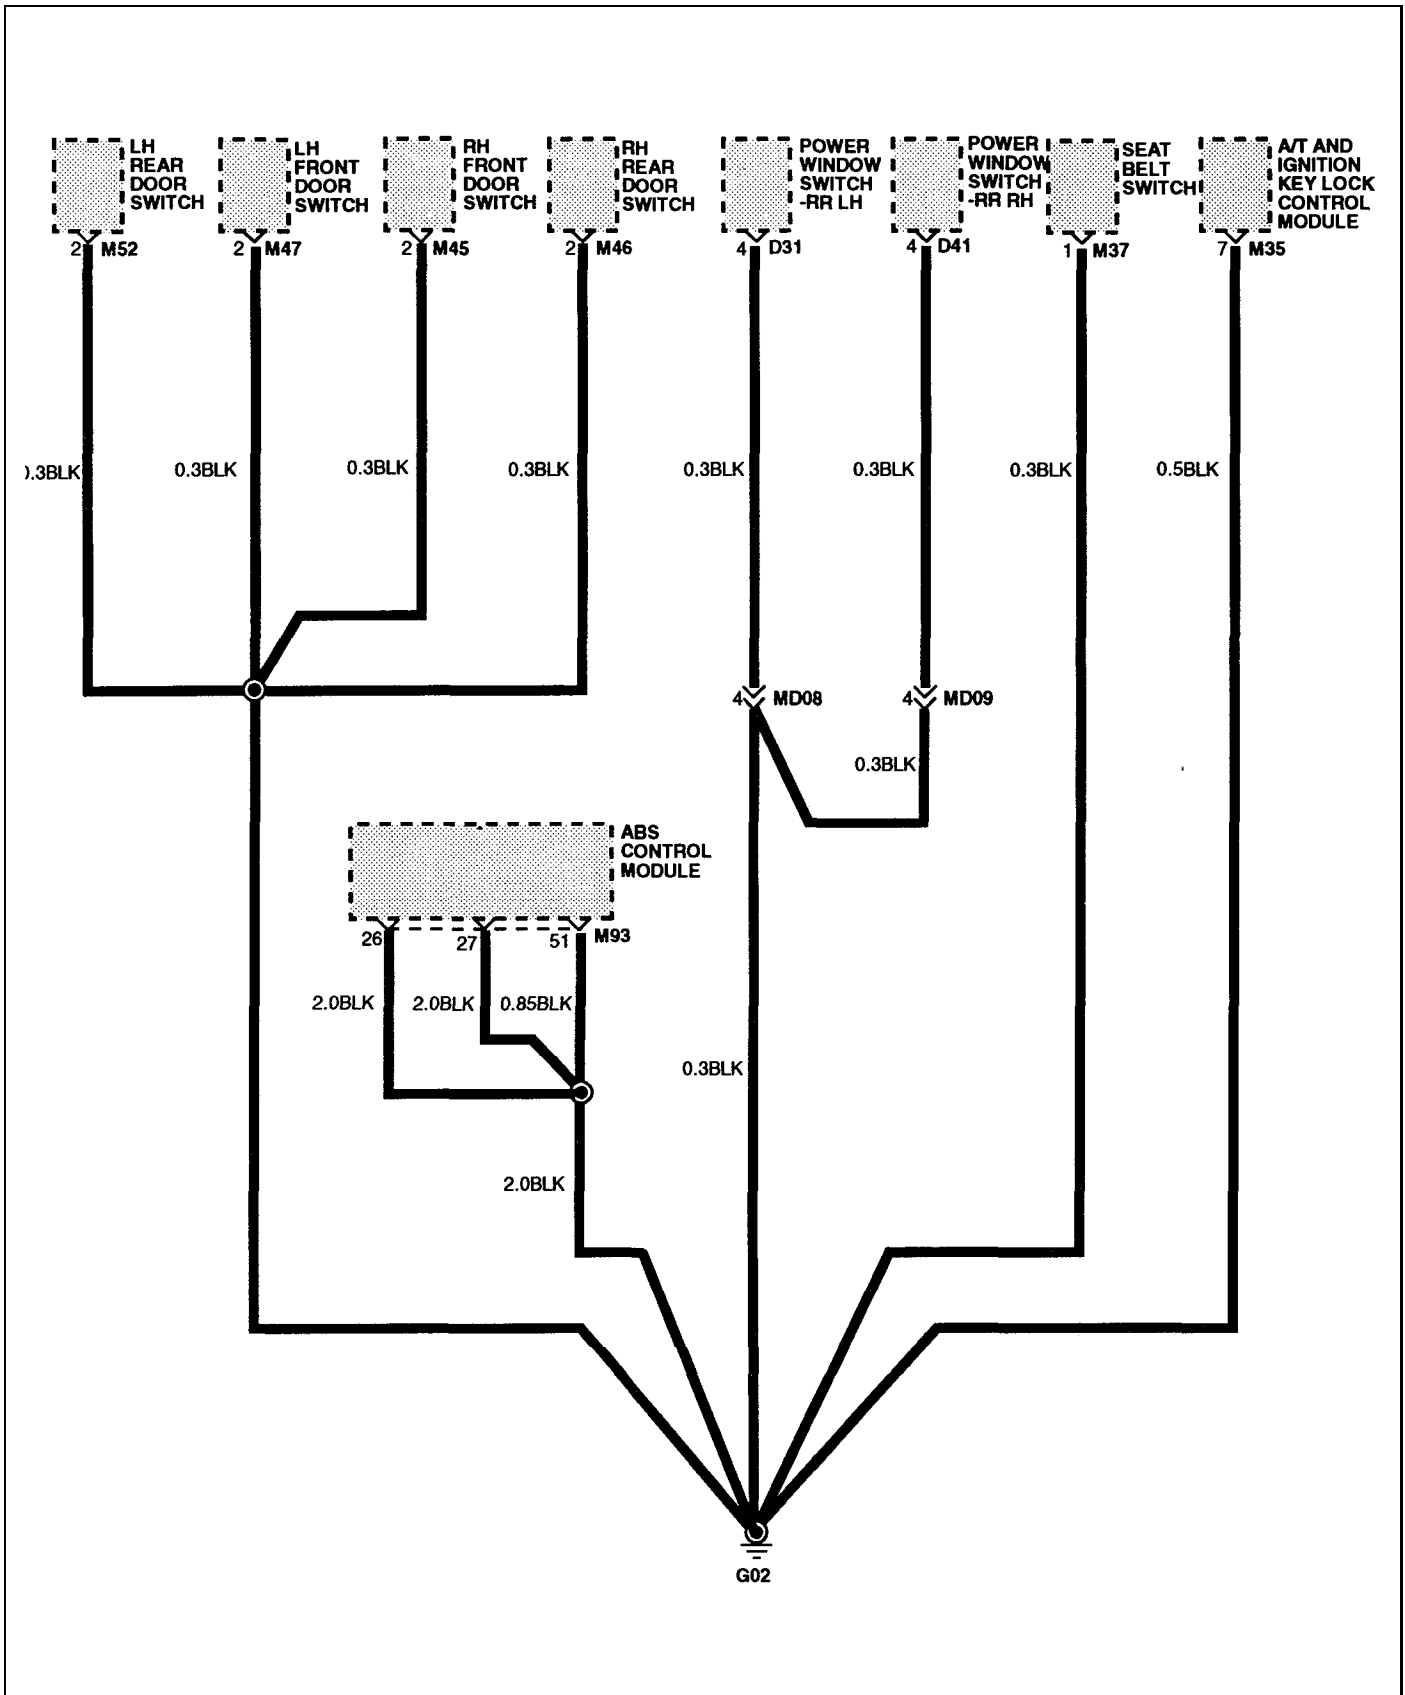 LH
REAR
DOOR
SWITCH
LH
FRONT
DOOR
SWITCH
RH
FRONT
DOOR
SWITCH
RH
REAR
DOOR
SWITCH
POWER
WINDOW
SWITCH
-RR LH
POWER
WINDOW
SWITCH
-RR RH
SEAT
BELT
SWITCH
A/T AND
IGNITION
KEY LOCK
CONTROL
MODULE
2 M52
2 M47
2 M45
2 M46
4 D31
4 D41
1 M37
7 M35
.3BLK
0.3BLK
0.3BLK
0.3BLK
0.3BLK
0.3BLK
0.3BLK
0.5BLK
4 MD08
4 MD09
0.3BLK
ABS
CONTROL
MODULE
26
27
51 M93
2.0BLK
2.0BLK
0.85BLK
0.3BLK
2.0BLK
G02